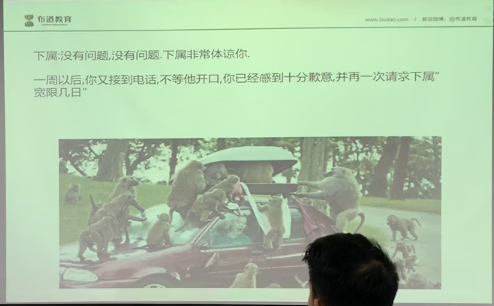 布道教育
www.budao.com / 新浪微博：@布道教育
下属:没有问题,没有问题.下属非常体谅你.
一周以后,你又接到电话,不等他开口,你已经感到十分歉意,并再一次请求下属"
宽限几日"